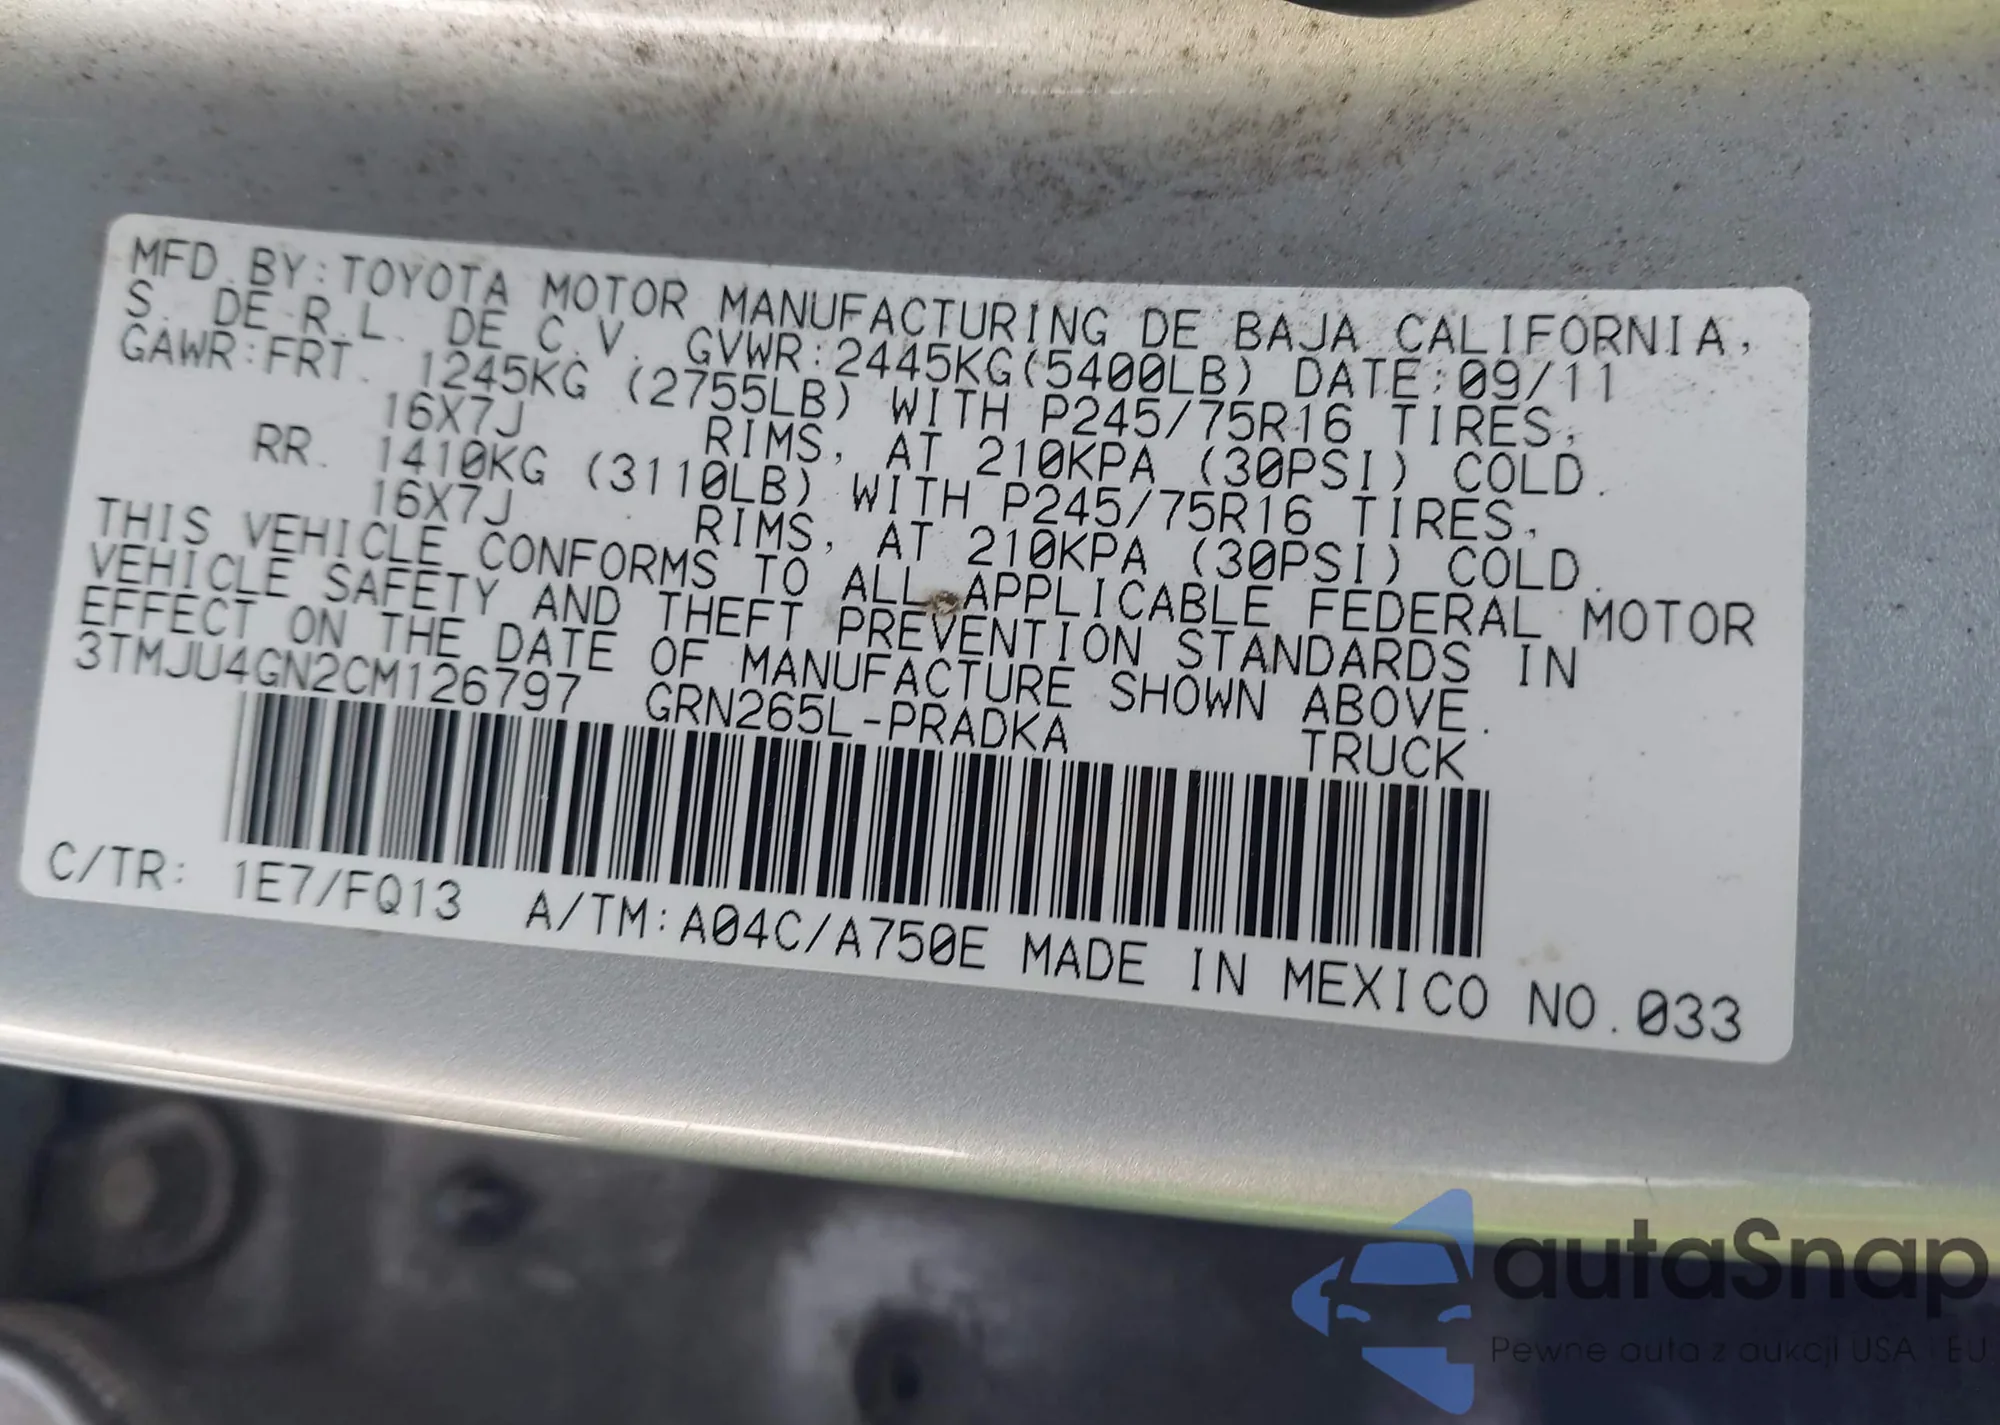 MFD.BY:TOYOTA MOTOR MANUFACTURING DE BAJA CALIFORNIA,
S. DE R.L. DE C.V. GVWR:2445KG(5400LB) DATE:09/11
GAWR:FRT. 1245KG (2755LB) WITH P245/75R16 TIRES,
16X7J RIMS, AT 210KPA (30PSI) COLD.
RR. 1410KG (3110LB) WITH P245/75R16 TIRES,
16X7J RIMS, AT 210KPA (30PSI) COLD.
THIS VEHICLE CONFORMS TO ALL APPLICABLE FEDERAL MOTOR
VEHICLE SAFETY AND THEFT PREVENTION STANDARDS IN
EFFECT ON THE DATE OF MANUFACTURE SHOWN ABOVE.
3TMJU4GN2CM126797 GRN265L-PRADKA TRUCK
C/TR: 1E7/FQ13 A/TM:A04C/A750E MADE IN MEXICO NO.033
autaSnap
Pewne auta z aukcji USA i EU